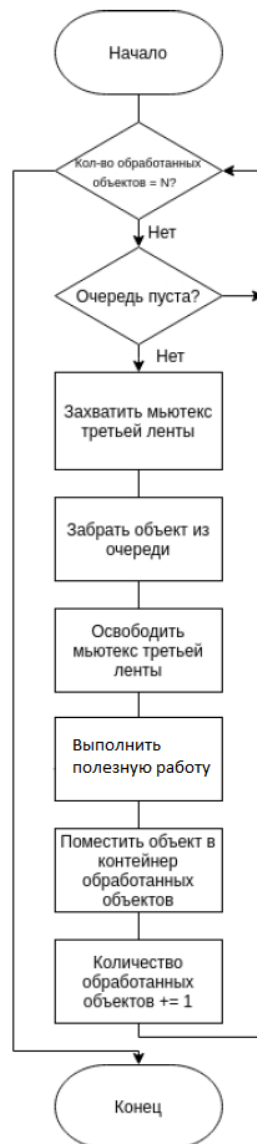 Начало
Кол-во обработанных
объектов = N?
Нет
Очередь пуста?
Нет
Захватить мьютекс
третьей ленты
Забрать объект из
очереди
Освободить
мьютекс третьей
ленты
Выполнить
полезную работу
Поместить объект в
контейнер
обработанных
объектов
Количество
обработанных
объектов += 1
Конец